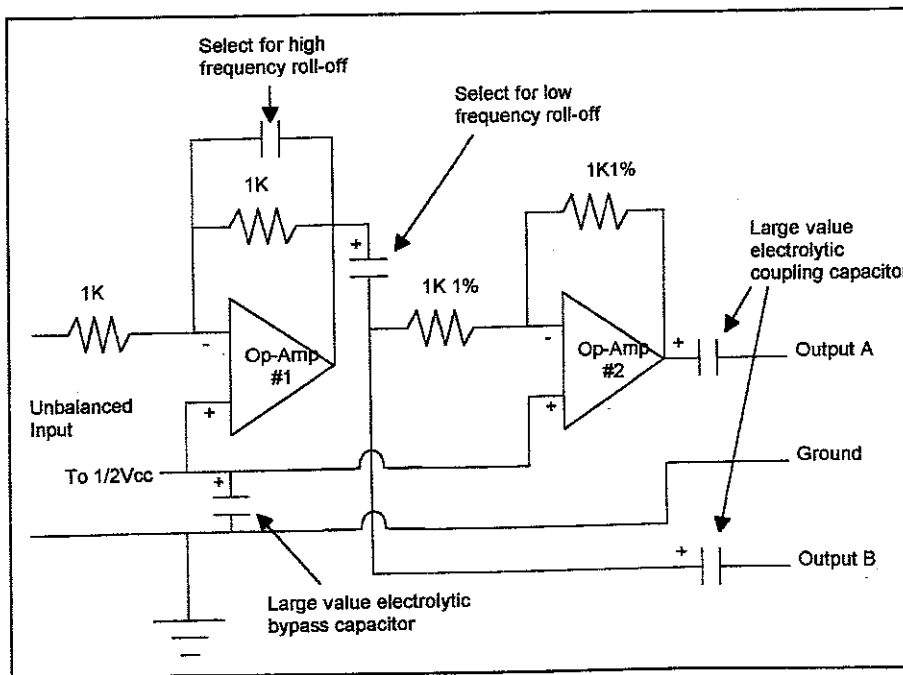 Select for high
frequency roll-off
Select for low
frequency roll-off
1K
1K1%
Large value
electrolytic
coupling capacitor
1K
1K 1%
+
+
-
-
Op-Amp
#1
Op-Amp
#2
+
Output A
Unbalanced
Input
+
+
To 1/2Vcc
+
Ground
+
Output B
Large value electrolytic
bypass capacitor